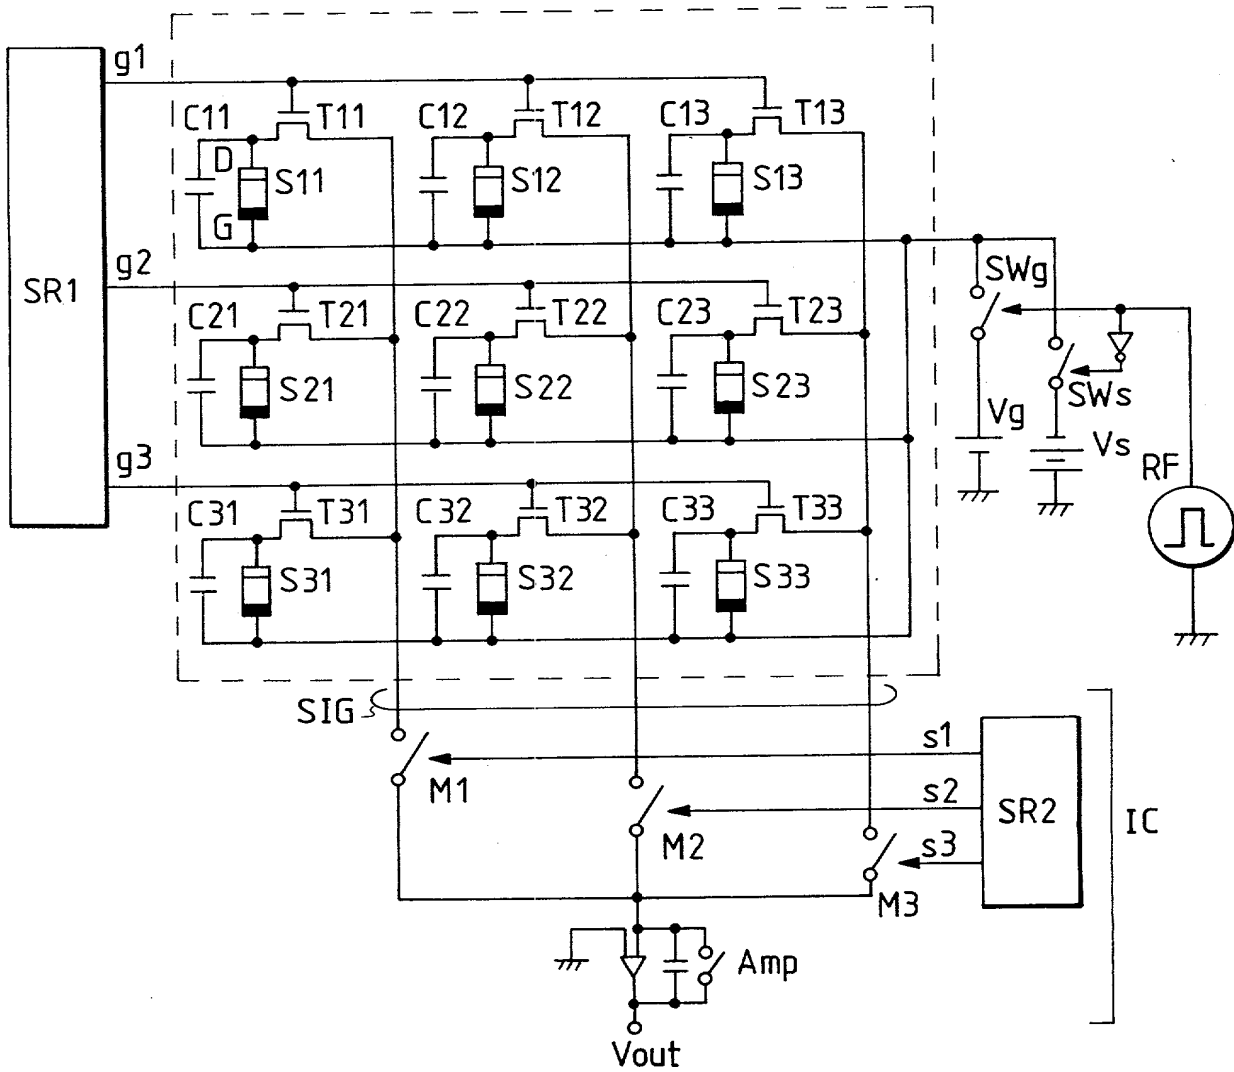 g1
C11 T11 C12 T12 C13 T13
D
S11 S12 S13
G
g2
SR1
SWg
C21 T21 C22 T22 C23 T23
S21 S22 S23
SWs
Vg
Vs
g3
RF
C31 T31 C32 T32 C33 T33
S31 S32 S33
SIG
s1
M1
s2
SR2
IC
M2
s3
M3
Amp
Vout